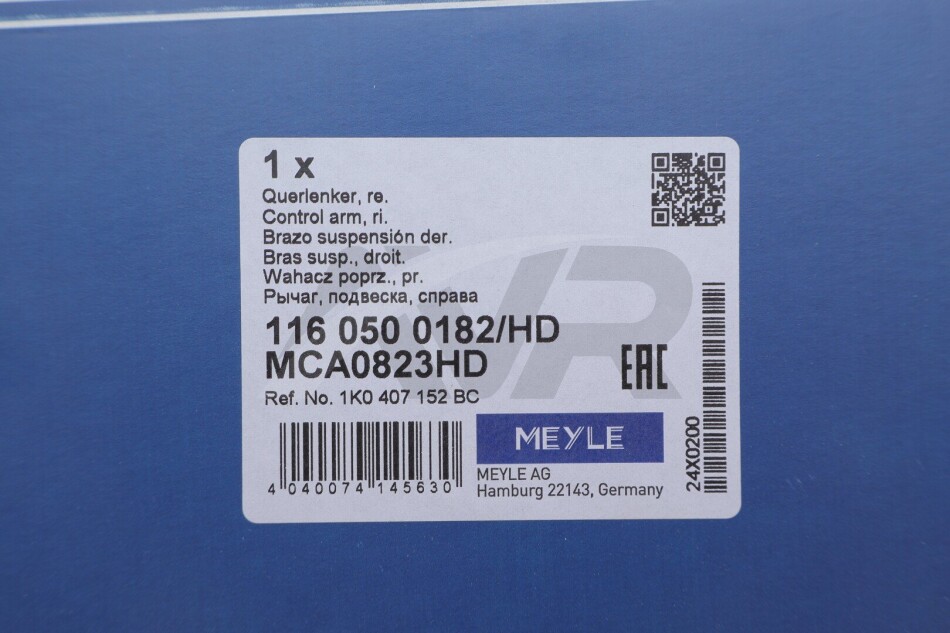 1 x
Querlenker, re.
Control arm, ri.
Brazo suspensión der.
Bras susp., droit.
Wahacz poprz., pr.
Рычаг, подвеска, справа
116 050 0182/HD
MCA0823HD
EAC
Ref. No. 1K0 407 152 BC
MEYLE
MEYLE AG
Hamburg 22143, Germany
4 040074 145630
24X0200
VR